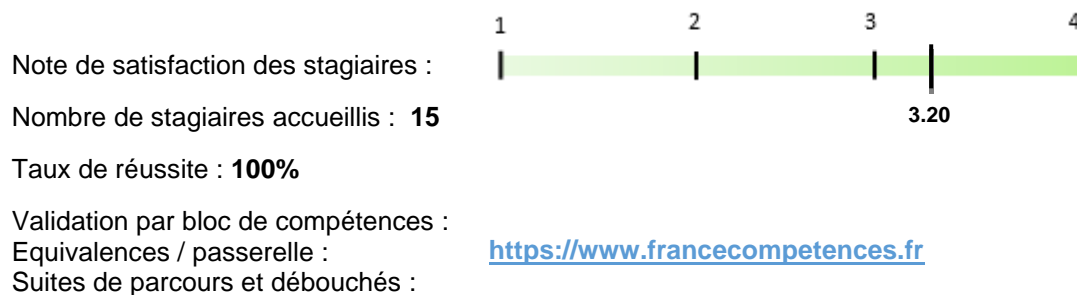 1 2 3 4
Note de satisfaction des stagiaires :
Nombre de stagiaires accueillis : 15
3.20
Taux de réussite : 100%
Validation par bloc de compétences :
Equivalences / passerelle : https://www.francecompetences.fr
Suites de parcours et débouchés :